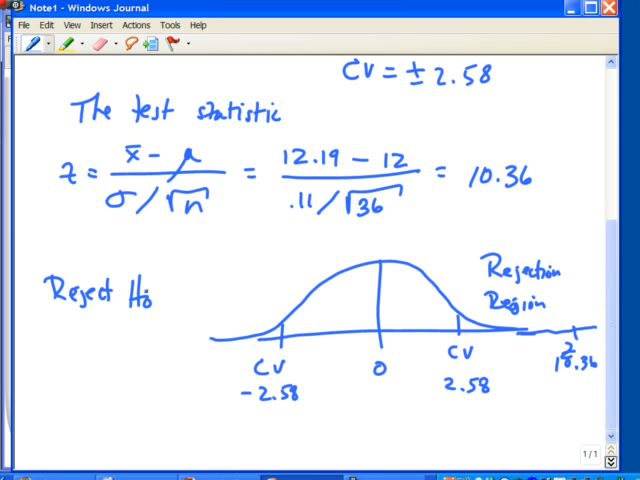 Note1 - Windows Journal
File Edit View Insert Actions Tools Help
CV = ± 2.58
The test statistic
z = x̄ - μ / σ/√n = 12.19 - 12 / .11/√36 = 10.36
Reject Ho
Rejection
Region
CV 0 CV z
-2.58 2.58 10.36
1/1